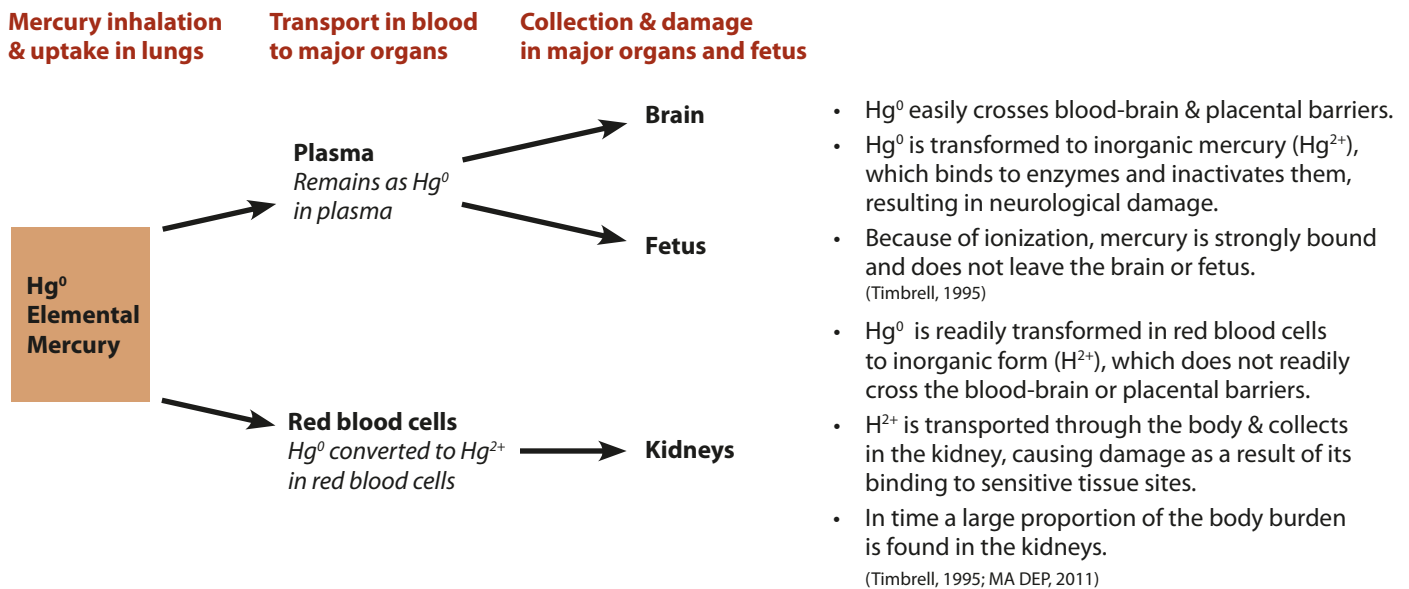 Mercury inhalation
& uptake in lungs
Transport in blood
to major organs
Collection & damage
in major organs and fetus
Hg⁰
Elemental
Mercury
Plasma
Remains as Hg⁰
in plasma
Red blood cells
Hg⁰ converted to Hg²⁺
in red blood cells
Brain
Fetus
Kidneys
• Hg⁰ easily crosses blood-brain & placental barriers.
• Hg⁰ is transformed to inorganic mercury (Hg²⁺),
which binds to enzymes and inactivates them,
resulting in neurological damage.
• Because of ionization, mercury is strongly bound
and does not leave the brain or fetus.
(Timbrell, 1995)
• Hg⁰ is readily transformed in red blood cells
to inorganic form (H²⁺), which does not readily
cross the blood-brain or placental barriers.
• H²⁺ is transported through the body & collects
in the kidney, causing damage as a result of its
binding to sensitive tissue sites.
• In time a large proportion of the body burden
is found in the kidneys.
(Timbrell, 1995; MA DEP, 2011)